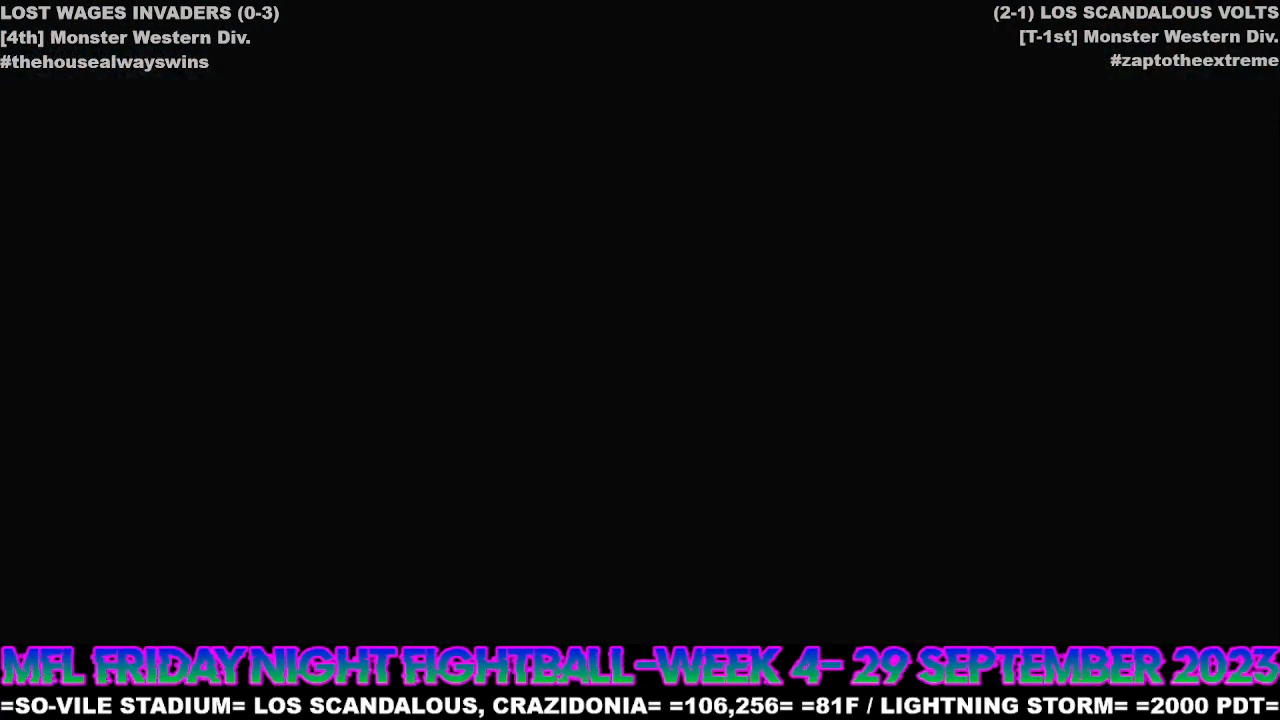 LOST WAGES INVADERS (0-3)
[4th] Monster Western Div.
#thehousealwayswins
(2-1) LOS SCANDALOUS VOLTS
[T-1st] Monster Western Div.
#zaptotheextreme
MFL FRIDAY NIGHT FIGHTBALL -WEEK 4- 29 SEPTEMBER 2023
=SO-VILE STADIUM= LOS SCANDALOUS, CRAZIDONIA= =106,256= =81F / LIGHTNING STORM= =2000 PDT=